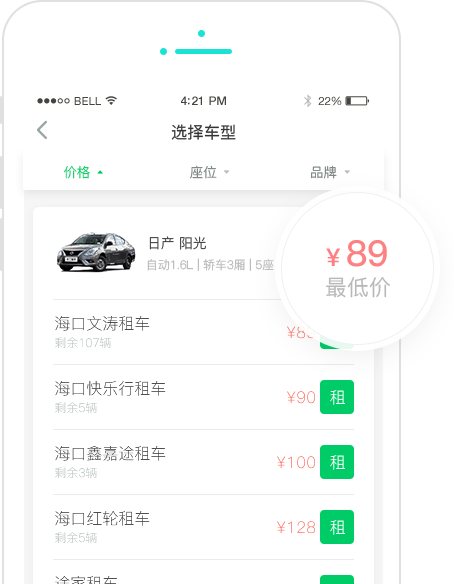 BELL
4:21 PM
22%
选择车型
价格
座位
品牌
日产 阳光
自动1.6L | 轿车3厢 | 5座
¥89
最低价
海口文涛租车
剩余107辆
海口快乐行租车
剩余5辆
¥90
租
海口鑫嘉途租车
剩余3辆
¥100
租
海口红轮租车
剩余5辆
¥128
租
途家租车